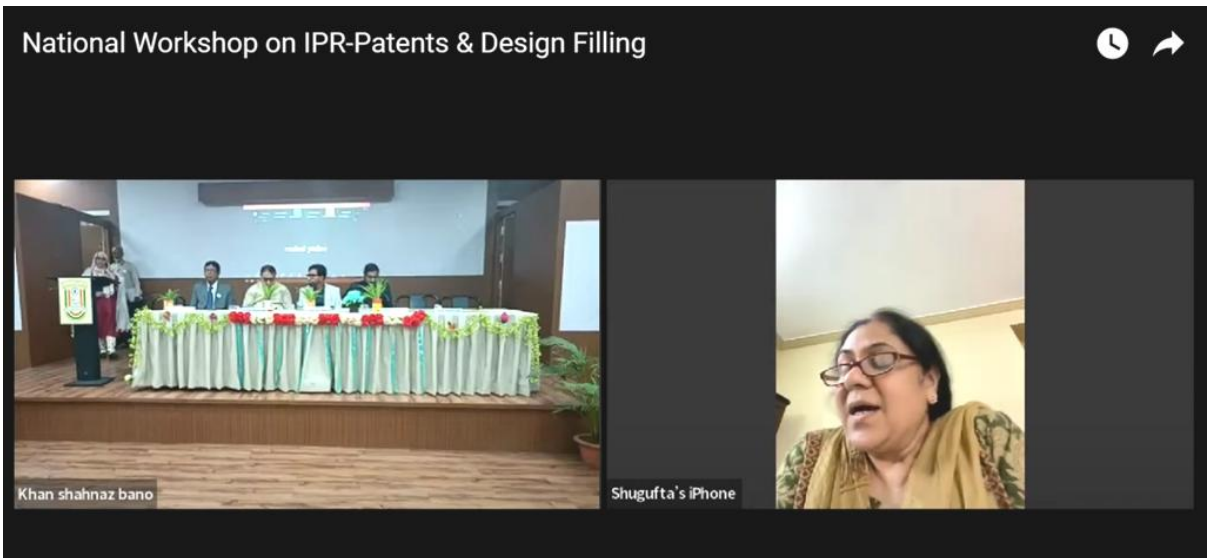 National Workshop on IPR-Patents & Design Filling
Khan shahnaz bano
Shugufta's iPhone